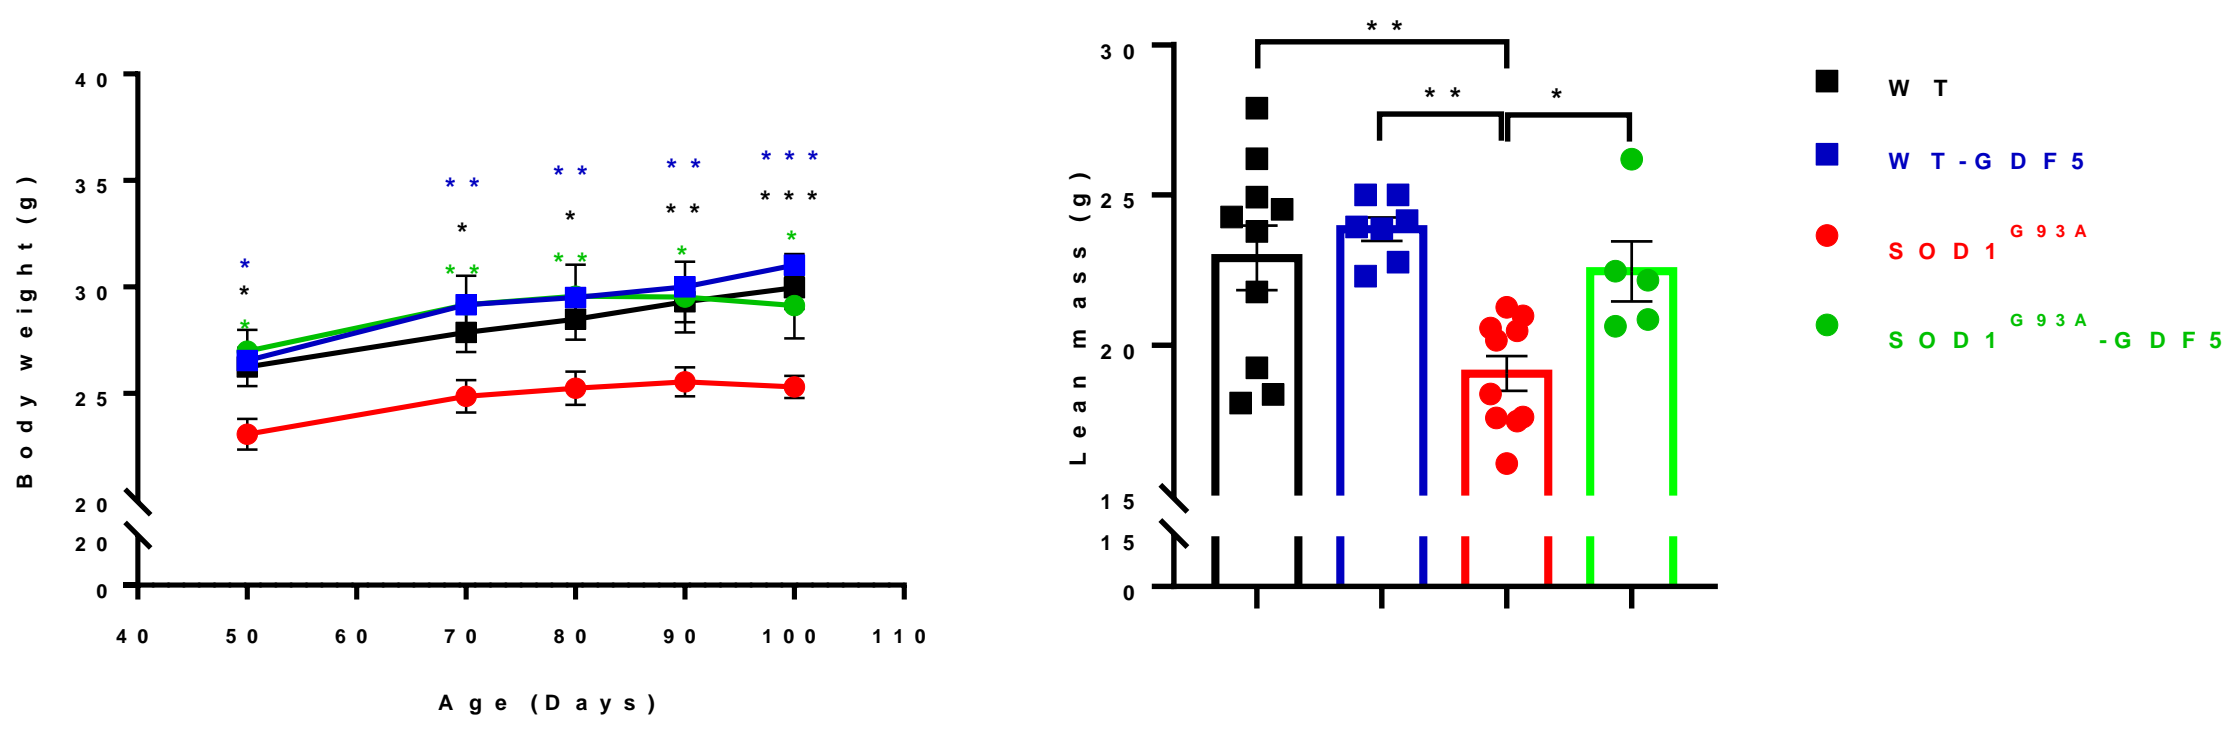 40
35
30
25
20
20
0
Body weight (g)
* ** ** ** ***
* * * ** ***
* ** ** * *
40 50 60 70 80 90 100 110
Age (Days)
30
25
20
15
15
0
Lean mass (g)
**
** *
WT
WT-GDF5
SOD1G93A
SOD1G93A-GDF5